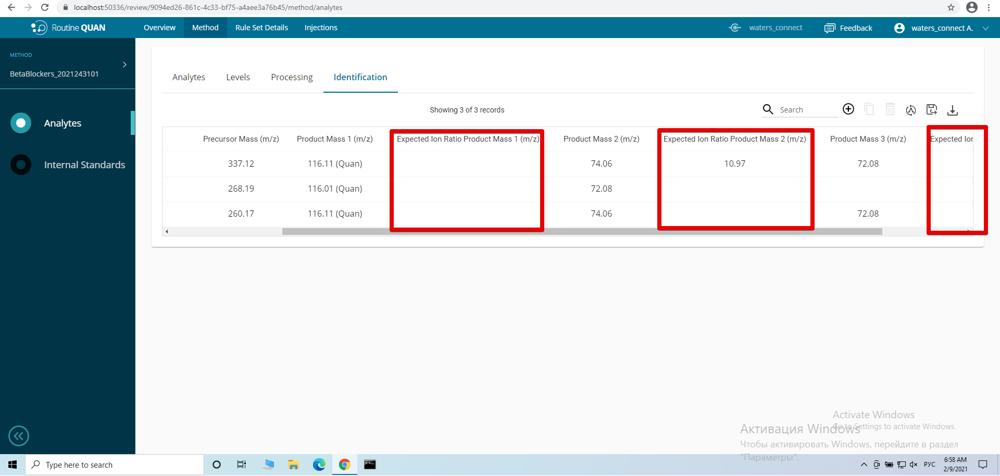 localhost:50336/review/9094ed26-861c-4c33-bf75-a4aee3a76b45/method/analytes
Routine QUAN
Overview
Method
Rule Set Details
Injections
waters_connect
Feedback
waters_connect A.
METHOD
BetaBlockers_2021243101
Analytes
Internal Standards
Analytes
Levels
Processing
Identification
Showing 3 of 3 records
Search
Precursor Mass (m/z) Product Mass 1 (m/z) Expected Ion Ratio Product Mass 1 (m/z) Product Mass 2 (m/z) Expected Ion Ratio Product Mass 2 (m/z) Product Mass 3 (m/z) Expected Ion
337.12 116.11 (Quan) 74.06 10.97 72.08
268.19 116.01 (Quan) 72.08
260.17 116.11 (Quan) 74.06 72.08
Activate Windows
Go to Settings to activate Windows.
Активация Windows
Чтобы активировать Windows, перейдите в раздел
"Параметры".
Type here to search
РУС
6:58 AM
2/9/2021